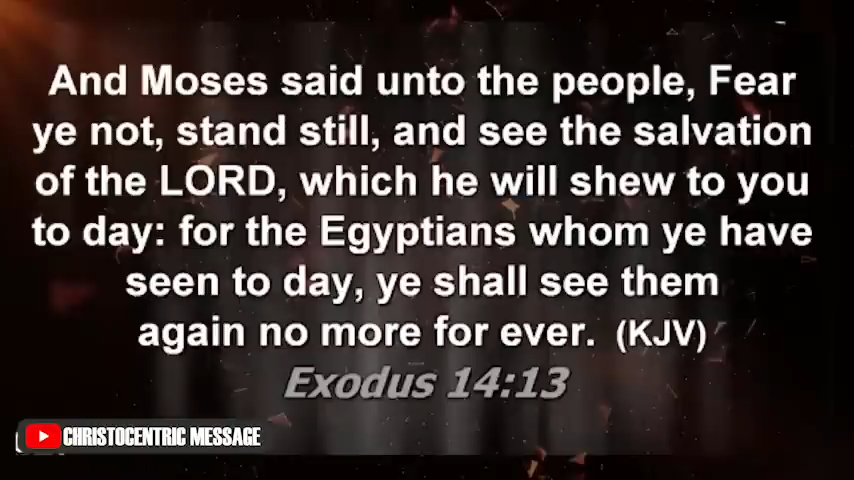 And Moses said unto the people, Fear
ye not, stand still, and see the salvation
of the LORD, which he will shew to you
to day: for the Egyptians whom ye have
seen to day, ye shall see them
again no more for ever. (KJV)
Exodus 14:13
CHRISTOCENTRIC MESSAGE